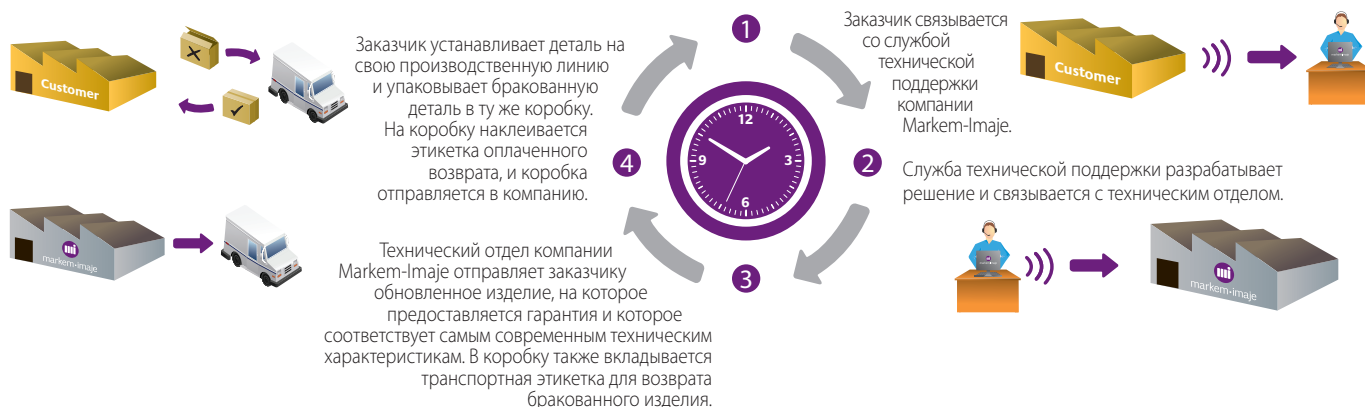 1
Заказчик связывается
со службой
технической
поддержки
компании
Markem-Imaje.
Customer
2
Служба технической поддержки разрабатывает
решение и связывается с техническим отделом.
markem•imaje
3
Технический отдел компании
Markem-Imaje отправляет заказчику
обновленное изделие, на которое
предоставляется гарантия и которое
соответствует самым современным техническим
характеристикам. В коробку также вкладывается
транспортная этикетка для возврата
бракованного изделия.
markem•imaje
4
Заказчик устанавливает деталь на
свою производственную линию
и упаковывает бракованную
деталь в ту же коробку.
На коробку наклеивается
этикетка оплаченного
возврата, и коробка
отправляется в компанию.
Customer
12
3
6
9